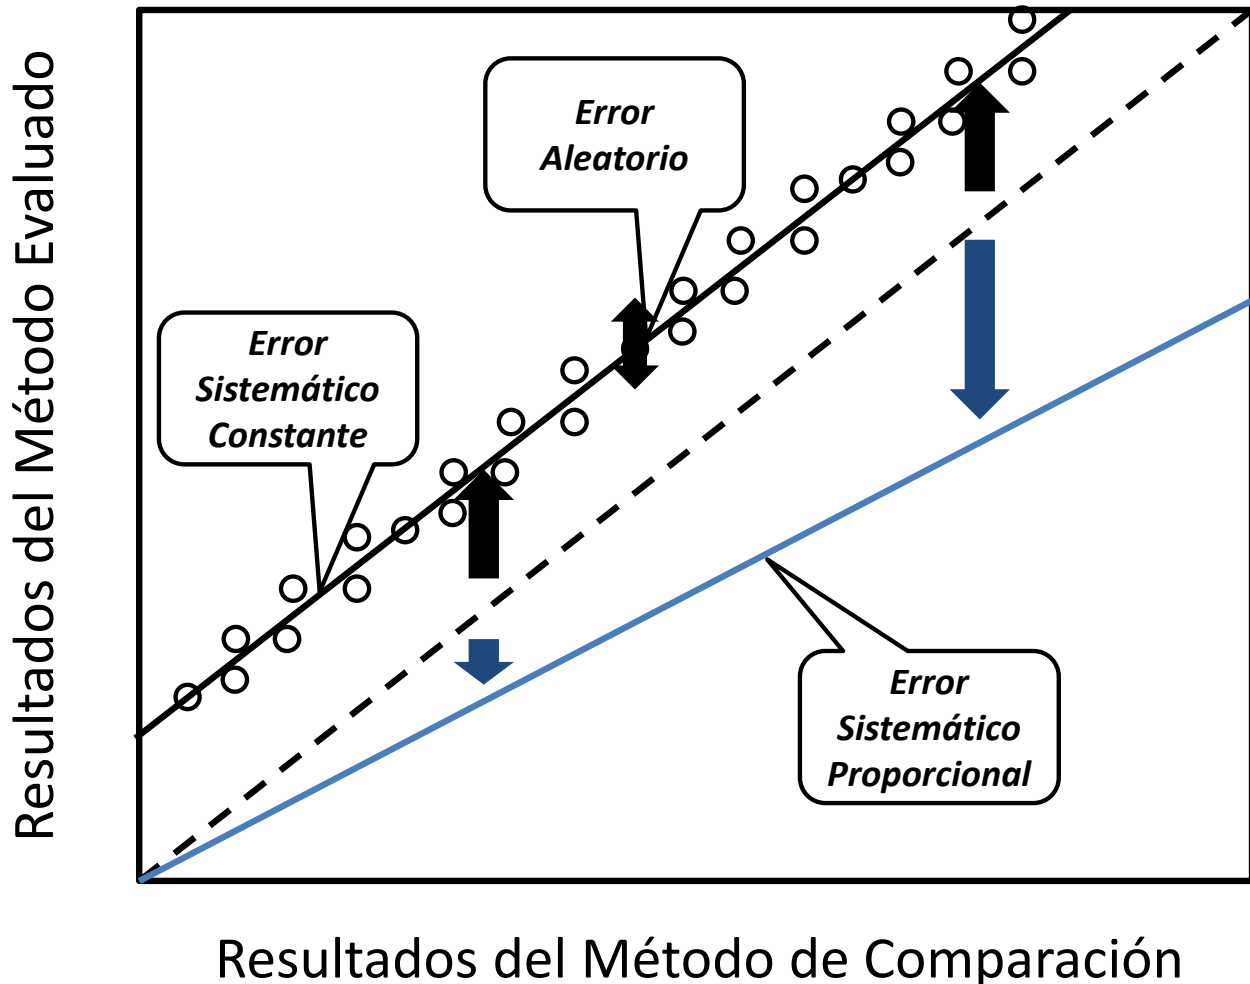 Resultados del Método Evaluado
Error
Aleatorio
Error
Sistemático
Constante
Error
Sistemático
Proporcional
Resultados del Método de Comparación